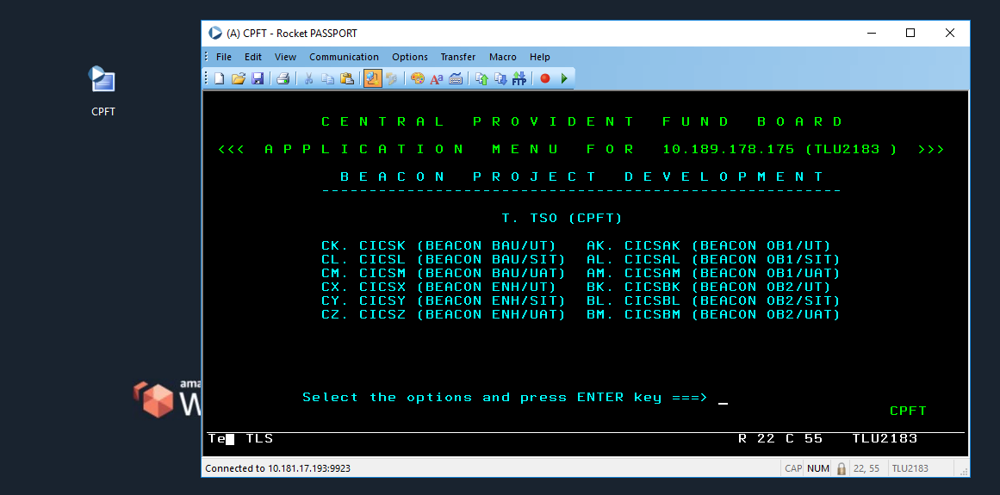 (A) CPFT - Rocket PASSPORT
File Edit View Communication Options Transfer Macro Help
FTP
CPFT
C E N T R A L   P R O V I D E N T   F U N D   B O A R D
<<<  A P P L I C A T I O N   M E N U   F O R   10.189.178.175 (TLU2183 )  >>>
B E A C O N   P R O J E C T   D E V E L O P M E N T
-------------------------------------------------------
T. TSO (CPFT)
CK. CICSK (BEACON BAU/UT)   AK. CICSAK (BEACON OB1/UT)
CL. CICSL (BEACON BAU/SIT)  AL. CICSAL (BEACON OB1/SIT)
CM. CICSM (BEACON BAU/UAT)  AM. CICSAM (BEACON OB1/UAT)
CX. CICSX (BEACON ENH/UT)   BK. CICSBK (BEACON OB2/UT)
CY. CICSY (BEACON ENH/SIT)  BL. CICSBL (BEACON OB2/SIT)
CZ. CICSZ (BEACON ENH/UAT)  BM. CICSBM (BEACON OB2/UAT)
ama
W
Select the options and press ENTER key ===> _
CPFT
Te TLS R 22 C 55 TLU2183
Connected to 10.181.17.193:9923 CAP NUM 22, 55 TLU2183